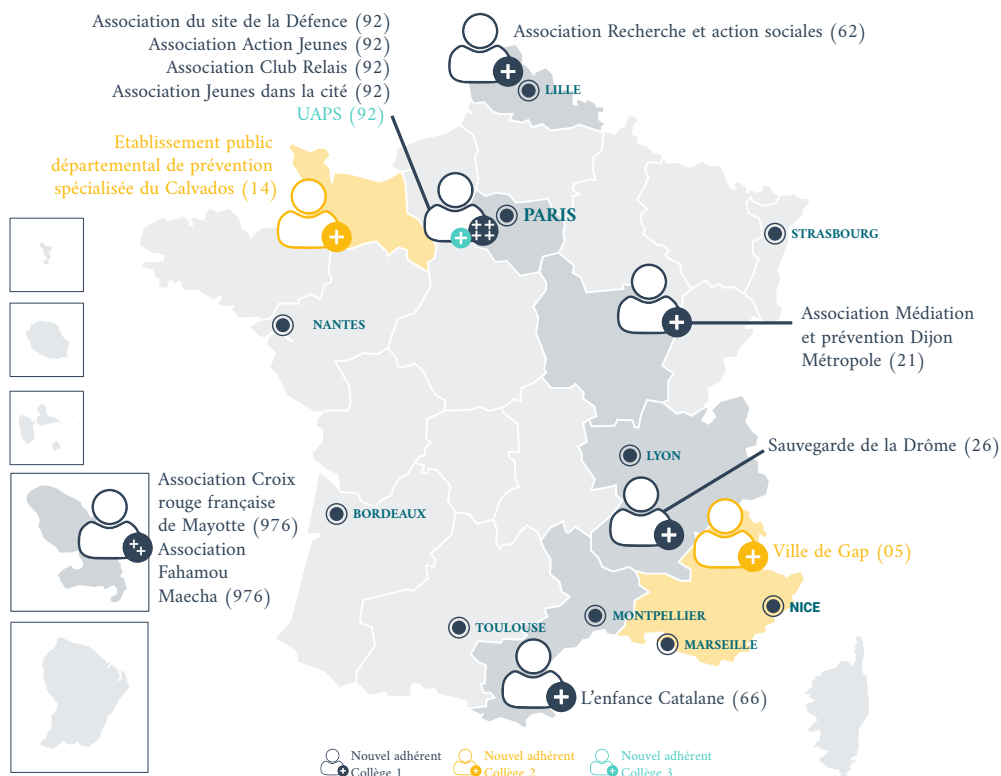 Association du site de la Défence (92)
Association Action Jeunes (92)
Association Club Relais (92)
Association Jeunes dans la cité (92)
UAPS (92)
Association Recherche et action sociales (62)
LILLE
Etablissement public
départemental de prévention
spécialisée du Calvados (14)
PARIS
STRASBOURG
NANTES
Association Médiation
et prévention Dijon
Métropole (21)
Sauvegarde de la Drôme (26)
LYON
Association Croix
rouge française
de Mayotte (976)
Association
Fahamou
Maecha (976)
BORDEAUX
Ville de Gap (05)
NICE
MONTPELLIER
TOULOUSE
MARSEILLE
L'enfance Catalane (66)
Nouvel adhérent
Collège 1
Nouvel adhérent
Collège 2
Nouvel adhérent
Collège 3